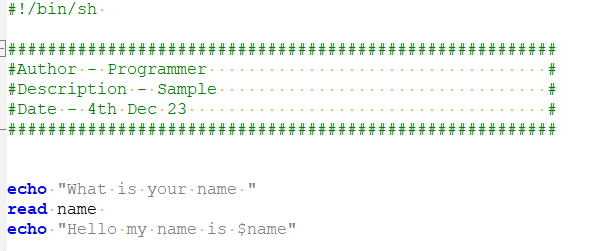 #!/bin/sh
#######################################################
#Author - Programmer                                  #
#Description - Sample                                 #
#Date - 4th Dec 23                                    #
#######################################################
echo "What is your name "
read name
echo "Hello my name is $name"